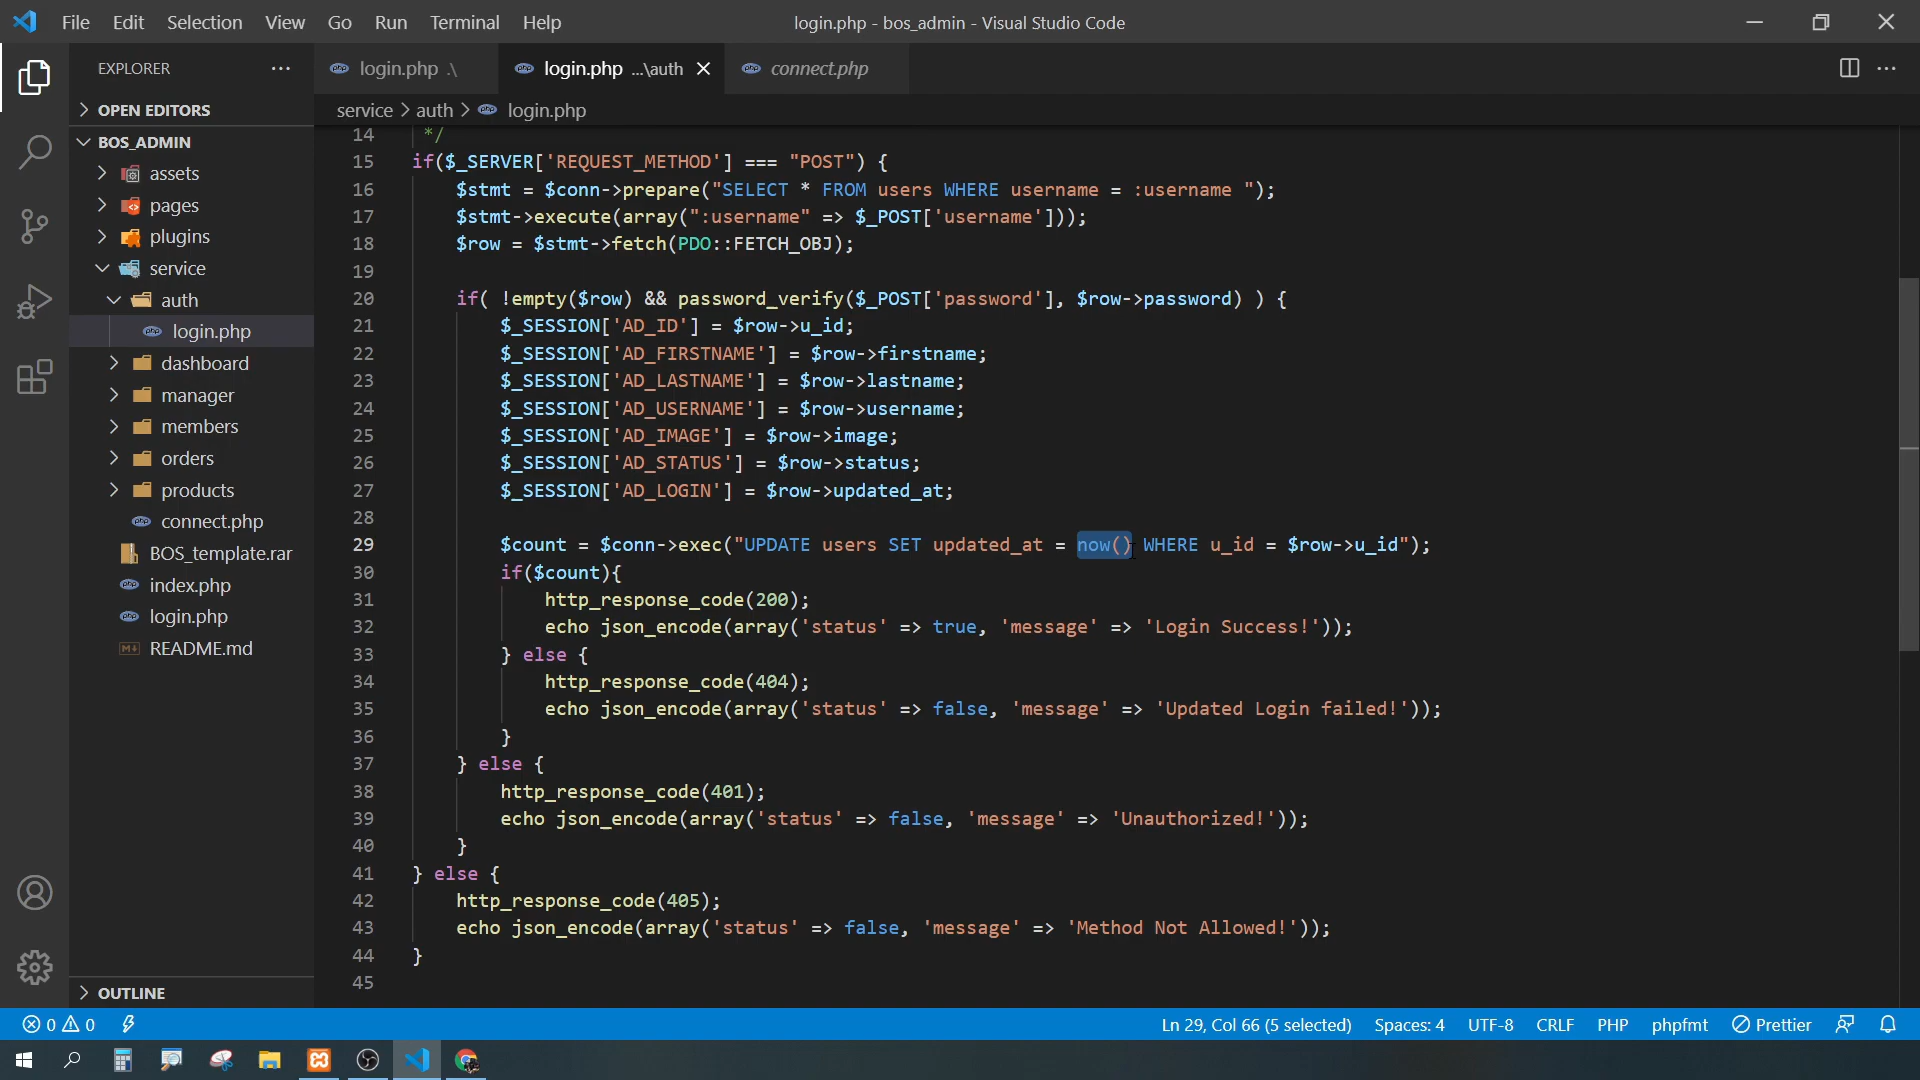 File Edit Selection View Go Run Terminal Help
login.php - bos_admin - Visual Studio Code
EXPLORER
login.php .\
login.php ...\auth
connect.php
OPEN EDITORS
service > auth > login.php
BOS_ADMIN
assets
pages
plugins
service
auth
login.php
dashboard
manager
members
orders
products
connect.php
BOS_template.rar
index.php
login.php
README.md
OUTLINE
14 */
15 if($_SERVER['REQUEST_METHOD'] === "POST") {
16 $stmt = $conn->prepare("SELECT * FROM users WHERE username = :username ");
17 $stmt->execute(array(":username" => $_POST['username']));
18 $row = $stmt->fetch(PDO::FETCH_OBJ);
19
20 if( !empty($row) && password_verify($_POST['password'], $row->password) ) {
21 $_SESSION['AD_ID'] = $row->u_id;
22 $_SESSION['AD_FIRSTNAME'] = $row->firstname;
23 $_SESSION['AD_LASTNAME'] = $row->lastname;
24 $_SESSION['AD_USERNAME'] = $row->username;
25 $_SESSION['AD_IMAGE'] = $row->image;
26 $_SESSION['AD_STATUS'] = $row->status;
27 $_SESSION['AD_LOGIN'] = $row->updated_at;
28
29 $count = $conn->exec("UPDATE users SET updated_at = now() WHERE u_id = $row->u_id");
30 if($count){
31 http_response_code(200);
32 echo json_encode(array('status' => true, 'message' => 'Login Success!'));
33 } else {
34 http_response_code(404);
35 echo json_encode(array('status' => false, 'message' => 'Updated Login failed!'));
36 }
37 } else {
38 http_response_code(401);
39 echo json_encode(array('status' => false, 'message' => 'Unauthorized!'));
40 }
41 } else {
42 http_response_code(405);
43 echo json_encode(array('status' => false, 'message' => 'Method Not Allowed!'));
44 }
45
0 0 Ln 29, Col 66 (5 selected) Spaces: 4 UTF-8 CRLF PHP phpfmt Prettier